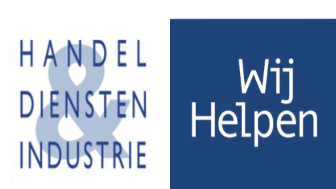 HANDEL
&
DIENSTEN
INDUSTRIE
Wij
Helpen